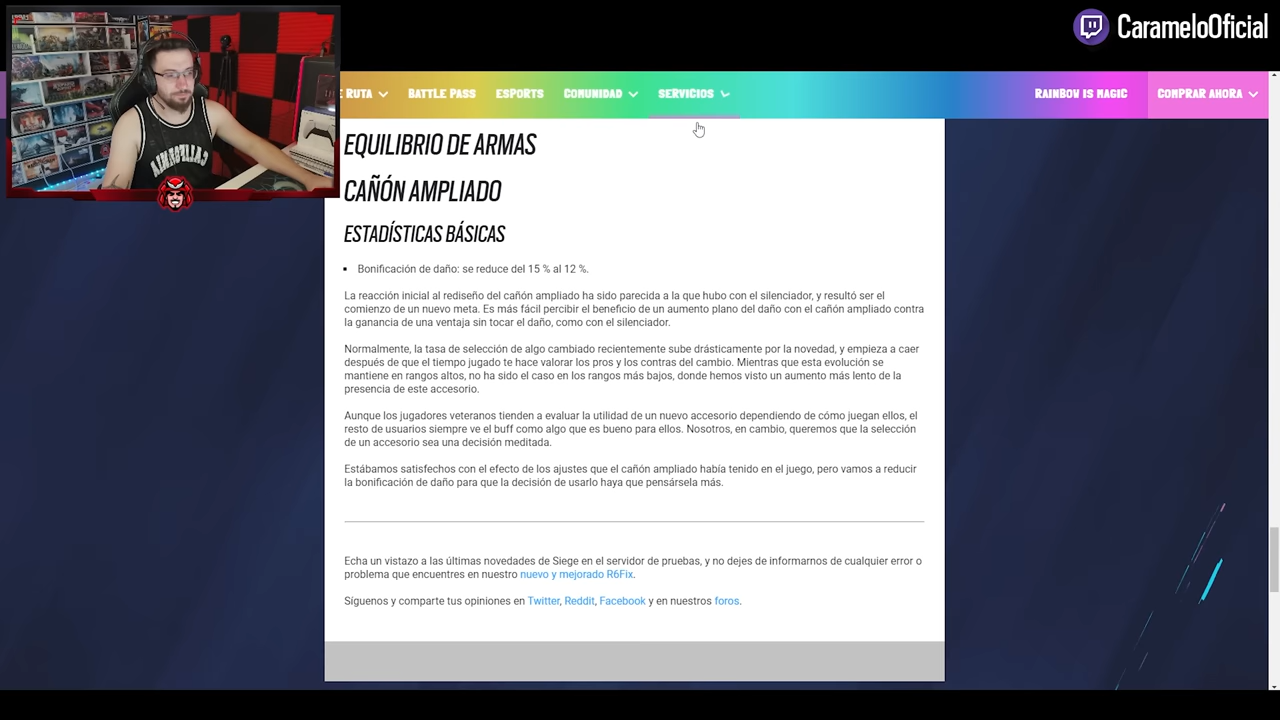 CarameloOficial
E RUTA
BATTLE PASS
ESPORTS
COMUNIDAD
SERVICIOS
RAINBOW IS MAGIC
COMPRAR AHORA
EQUILIBRIO DE ARMAS
CAÑÓN AMPLIADO
ESTADÍSTICAS BÁSICAS
▪ Bonificación de daño: se reduce del 15 % al 12 %.
La reacción inicial al rediseño del cañón ampliado ha sido parecida a la que hubo con el silenciador, y resultó ser el
comienzo de un nuevo meta. Es más fácil percibir el beneficio de un aumento plano del daño con el cañón ampliado contra
la ganancia de una ventaja sin tocar el daño, como con el silenciador.
Normalmente, la tasa de selección de algo cambiado recientemente sube drásticamente por la novedad, y empieza a caer
después de que el tiempo jugado te hace valorar los pros y los contras del cambio. Mientras que esta evolución se
mantiene en rangos altos, no ha sido el caso en los rangos más bajos, donde hemos visto un aumento más lento de la
presencia de este accesorio.
Aunque los jugadores veteranos tienden a evaluar la utilidad de un nuevo accesorio dependiendo de cómo juegan ellos, el
resto de usuarios siempre ve el buff como algo que es bueno para ellos. Nosotros, en cambio, queremos que la selección
de un accesorio sea una decisión meditada.
Estábamos satisfechos con el efecto de los ajustes que el cañón ampliado había tenido en el juego, pero vamos a reducir
la bonificación de daño para que la decisión de usarlo haya que pensársela más.
Echa un vistazo a las últimas novedades de Siege en el servidor de pruebas, y no dejes de informarnos de cualquier error o
problema que encuentres en nuestro nuevo y mejorado R6Fix.
Síguenos y comparte tus opiniones en Twitter, Reddit, Facebook y en nuestros foros.